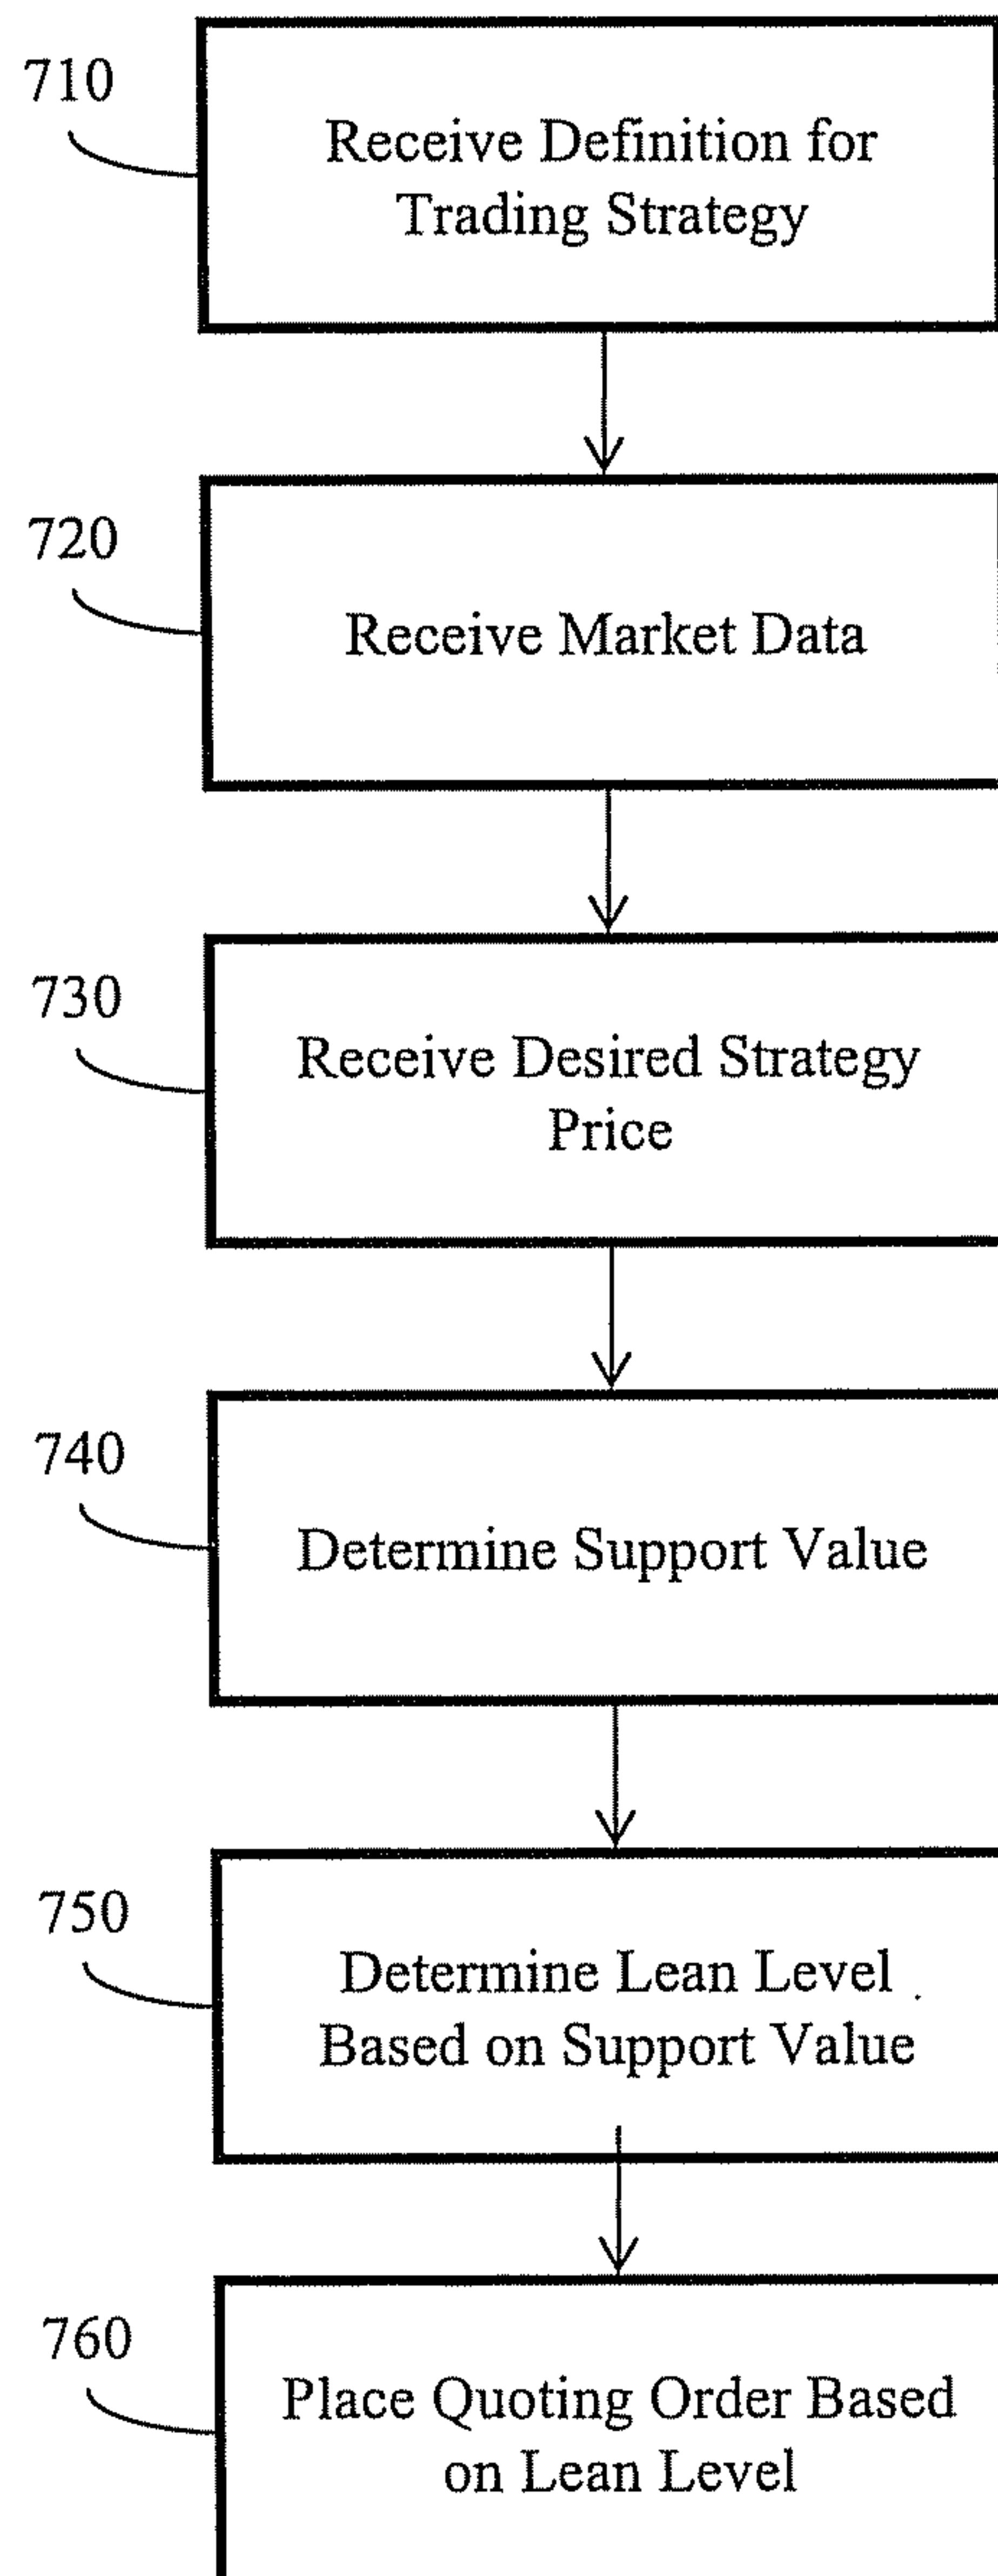 710
Receive Definition for
Trading Strategy
720
Receive Market Data
730
Receive Desired Strategy
Price
740
Determine Support Value
750
Determine Lean Level
Based on Support Value
760
Place Quoting Order Based
on Lean Level